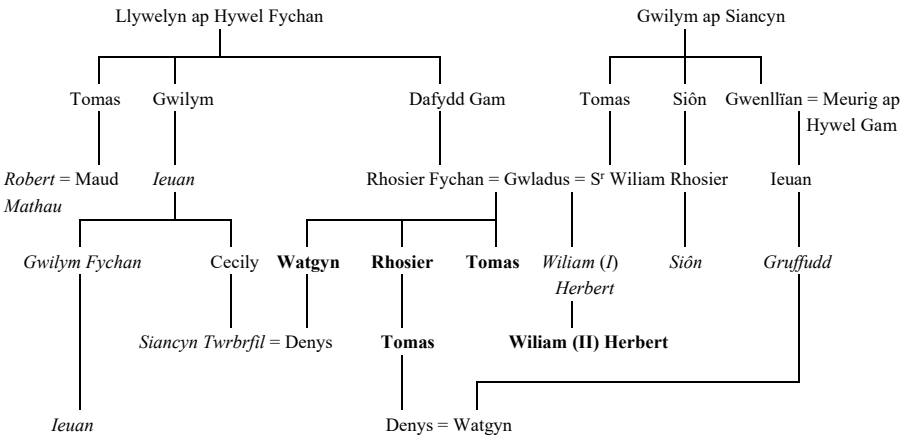 Llywelyn ap Hywel Fychan Gwilym ap Siancyn
Tomas Gwilym Dafydd Gam Tomas Siôn Gwenllïan = Meurig ap
Hywel Gam
Robert = Maud Ieuan Rhosier Fychan = Gwladus = Sʳ Wiliam Rhosier Ieuan
Mathau
Gwilym Fychan Cecily Watgyn Rhosier Tomas Wiliam (I) Siôn Gruffudd
Herbert
Siancyn Twrbrfil = Denys Tomas Wiliam (II) Herbert
Ieuan Denys = Watgyn